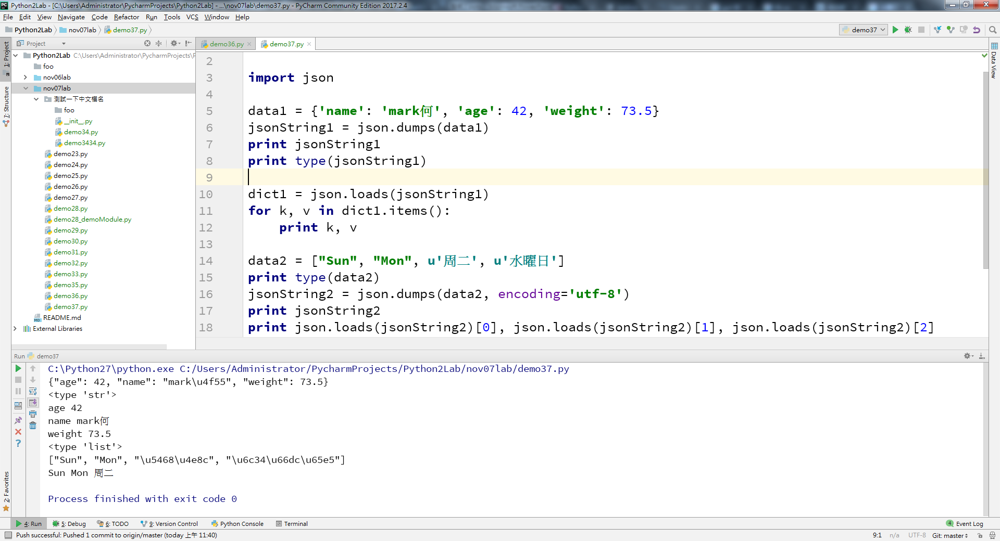 Python2Lab - [C:\Users\Administrator\PycharmProjects\Python2Lab] - ...\nov07lab\demo37.py - PyCharm Community Edition 2017.2.4
File Edit View Navigate Code Refactor Run Tools VCS Window Help
Python2Lab nov07lab demo37.py
demo37
Project
demo36.py
demo37.py
1: Project
7: Structure
2: Favorites
Data View
Python2Lab C:\Users\Administrator\PycharmProjects\P
foo
nov06lab
nov07lab
測試一下中文檔名
foo
__init__.py
demo34.py
demo3434.py
demo23.py
demo24.py
demo25.py
demo26.py
demo27.py
demo28.py
demo28_demoModule.py
demo29.py
demo30.py
demo31.py
demo32.py
demo33.py
demo35.py
demo36.py
demo37.py
README.md
External Libraries
2
3 import json
4
5 data1 = {'name': 'mark何', 'age': 42, 'weight': 73.5}
6 jsonString1 = json.dumps(data1)
7 print jsonString1
8 print type(jsonString1)
9
10 dict1 = json.loads(jsonString1)
11 for k, v in dict1.items():
12     print k, v
13
14 data2 = ["Sun", "Mon", u'周二', u'水曜日']
15 print type(data2)
16 jsonString2 = json.dumps(data2, encoding='utf-8')
17 print jsonString2
18 print json.loads(jsonString2)[0], json.loads(jsonString2)[1], json.loads(jsonString2)[2]
Run demo37
C:\Python27\python.exe C:/Users/Administrator/PycharmProjects/Python2Lab/nov07lab/demo37.py
{"age": 42, "name": "mark\u4f55", "weight": 73.5}
<type 'str'>
age 42
name mark何
weight 73.5
<type 'list'>
["Sun", "Mon", "\u5468\u4e8c", "\u6c34\u66dc\u65e5"]
Sun Mon 周二
Process finished with exit code 0
4: Run 5: Debug 6: TODO 9: Version Control Python Console Terminal 4 Event Log
Push successful: Pushed 1 commit to origin/master (today 上午 11:40) 9:1 n/a UTF-8 Git: master